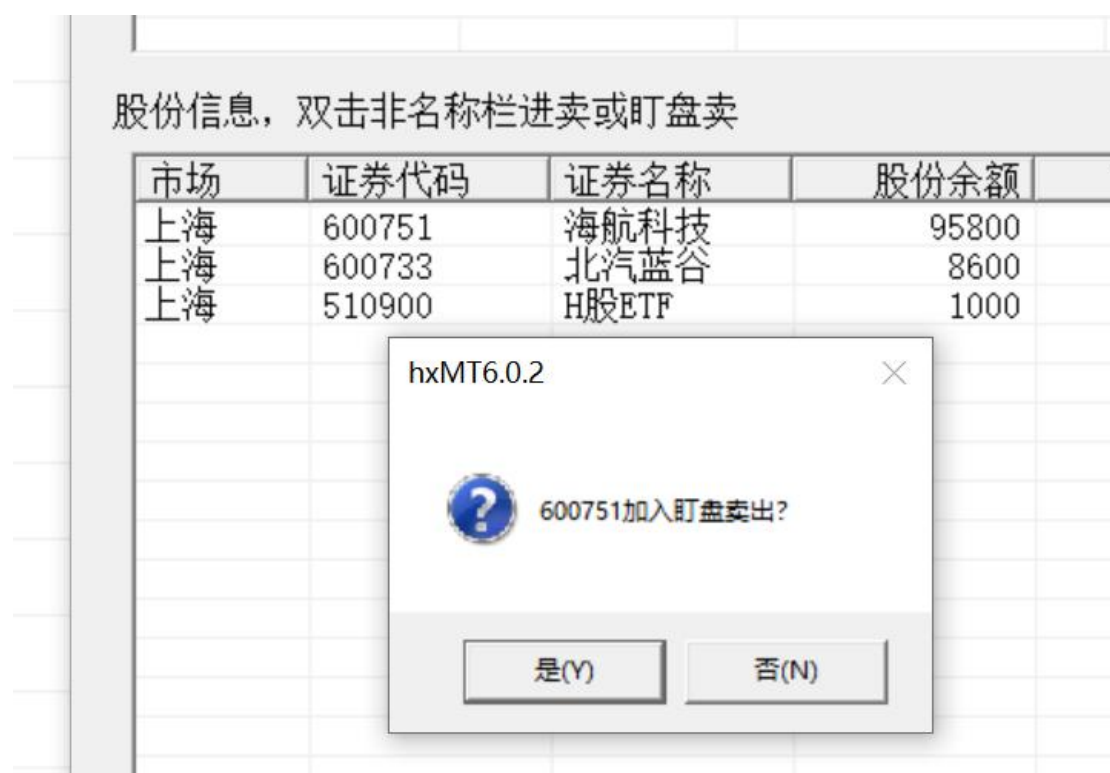 股份信息，双击非名称栏进卖或盯盘卖
市场 证券代码 证券名称 股份余额
上海 600751 海航科技 95800
上海 600733 北汽蓝谷 8600
上海 510900 H股ETF 1000
hxMT6.0.2
600751加入盯盘卖出?
是(Y) 否(N)